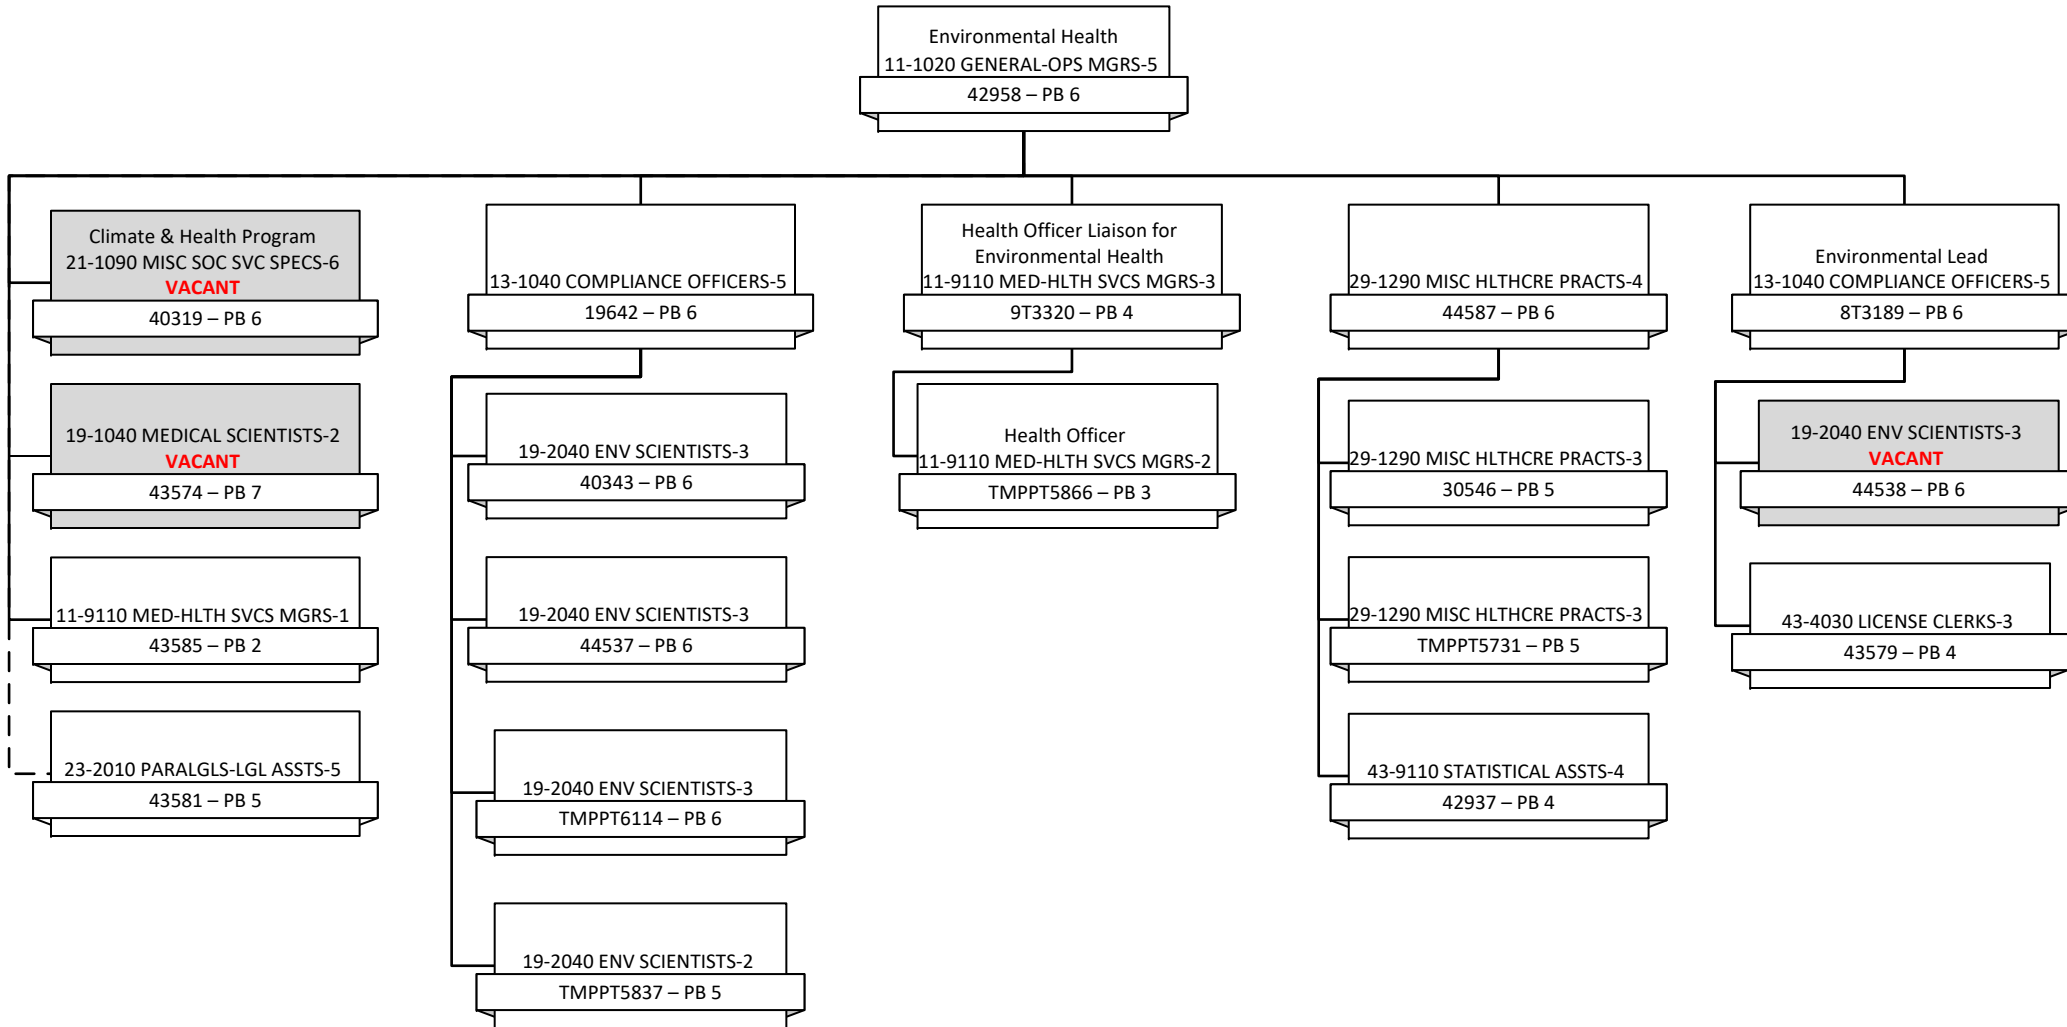 Environmental Health
11-1020 GENERAL-OPS MGRS-5
42958 – PB 6
Climate & Health Program
21-1090 MISC SOC SVC SPECS-6
VACANT
40319 – PB 6
19-1040 MEDICAL SCIENTISTS-2
VACANT
43574 – PB 7
11-9110 MED-HLTH SVCS MGRS-1
43585 – PB 2
23-2010 PARALGLS-LGL ASSTS-5
43581 – PB 5
13-1040 COMPLIANCE OFFICERS-5
19642 – PB 6
19-2040 ENV SCIENTISTS-3
40343 – PB 6
19-2040 ENV SCIENTISTS-3
44537 – PB 6
19-2040 ENV SCIENTISTS-3
TMPPT6114 – PB 6
19-2040 ENV SCIENTISTS-2
TMPPT5837 – PB 5
Health Officer Liaison for
Environmental Health
11-9110 MED-HLTH SVCS MGRS-3
9T3320 – PB 4
Health Officer
11-9110 MED-HLTH SVCS MGRS-2
TMPPT5866 – PB 3
29-1290 MISC HLTHCRE PRACTS-4
44587 – PB 6
29-1290 MISC HLTHCRE PRACTS-3
30546 – PB 5
29-1290 MISC HLTHCRE PRACTS-3
TMPPT5731 – PB 5
43-9110 STATISTICAL ASSTS-4
42937 – PB 4
Environmental Lead
13-1040 COMPLIANCE OFFICERS-5
8T3189 – PB 6
19-2040 ENV SCIENTISTS-3
VACANT
44538 – PB 6
43-4030 LICENSE CLERKS-3
43579 – PB 4